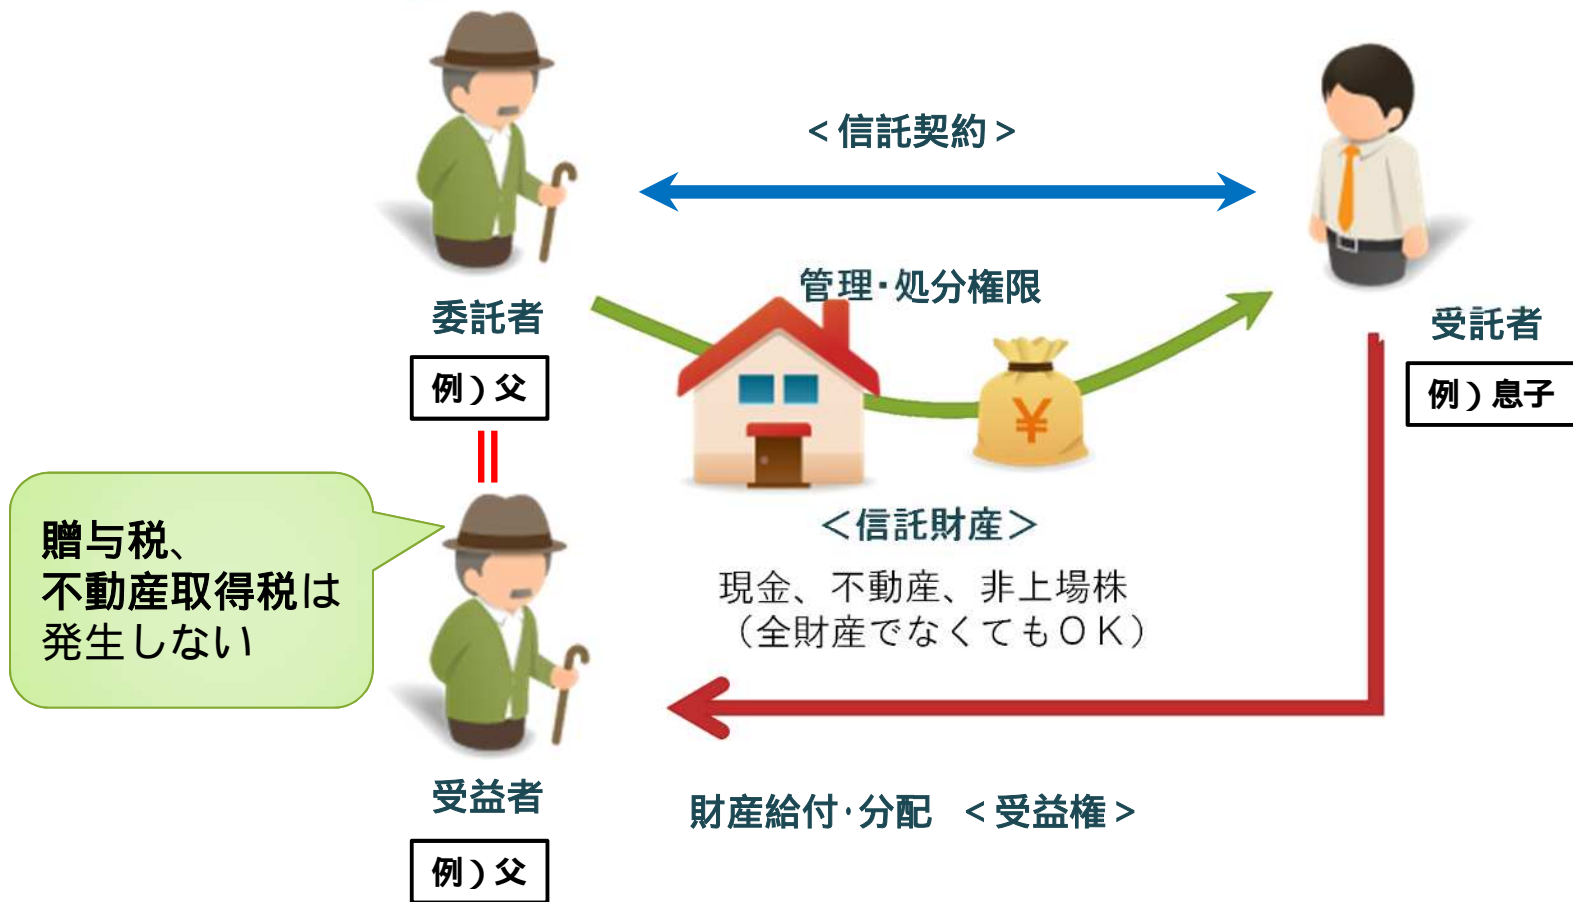 ＜信託契約＞
管理・処分権限
委託者
例）父
受託者
例）息子
＜信託財産＞
現金、不動産、非上場株
（全財産でなくてもＯＫ）
贈与税、
不動産取得税は
発生しない
受益者
例）父
財産給付・分配　＜受益権＞
¥